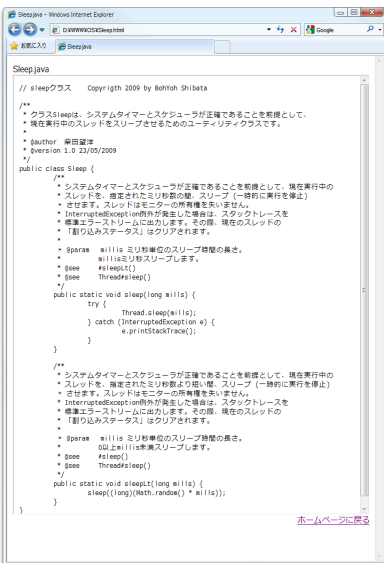 Sleep.java - Windows Internet Explorer
D:¥WWW¥OS¥Sleep.html
Google
お気に入り
Sleep.java
Sleep.java
// sleepクラス Copyrigth 2009 by BohYoh Shibata
/**
* クラスSleepは、システムタイマーとスケジューラが正確であることを前提として、
* 現在実行中のスレッドをスリープさせるためのユーティリティクラスです。
*
* @author 柴田望洋
* @version 1.0 23/05/2009
*/
public class Sleep {
/**
* システムタイマーとスケジューラが正確であることを前提として、現在実行中の
* スレッドを、指定されたミリ秒数の間、スリープ (一時的に実行を停止)
* させます。スレッドはモニターの所有権を失いません。
* InterruptedException例外が発生した場合は、スタックトレースを
* 標準エラーストリームに出力します。その際、現在のスレッドの
* 「割り込みステータス」はクリアされます。
*
* @param millis ミリ秒単位のスリープ時間の長さ。
* millisミリ秒スリープします。
* @see #sleepLt()
* @see Thread#sleep()
*/
public static void sleep(long mills) {
try {
Thread.sleep(mills);
} catch (InterruptedException e) {
e.printStackTrace();
}
}
/**
* システムタイマーとスケジューラが正確であることを前提として、現在実行中の
* スレッドを、指定されたミリ秒数より短い間、スリープ (一時的に実行を停止)
* させます。スレッドはモニターの所有権を失いません。
* InterruptedException例外が発生した場合は、スタックトレースを
* 標準エラーストリームに出力します。その際、現在のスレッドの
* 「割り込みステータス」はクリアされます。
*
* @param millis ミリ秒単位のスリープ時間の長さ。
* 0以上millis未満スリープします。
* @see #sleep()
* @see Thread#sleep()
*/
public static void sleepLt(long mills) {
sleep((long)(Math.random() * mills));
}
}
ホームページに戻る